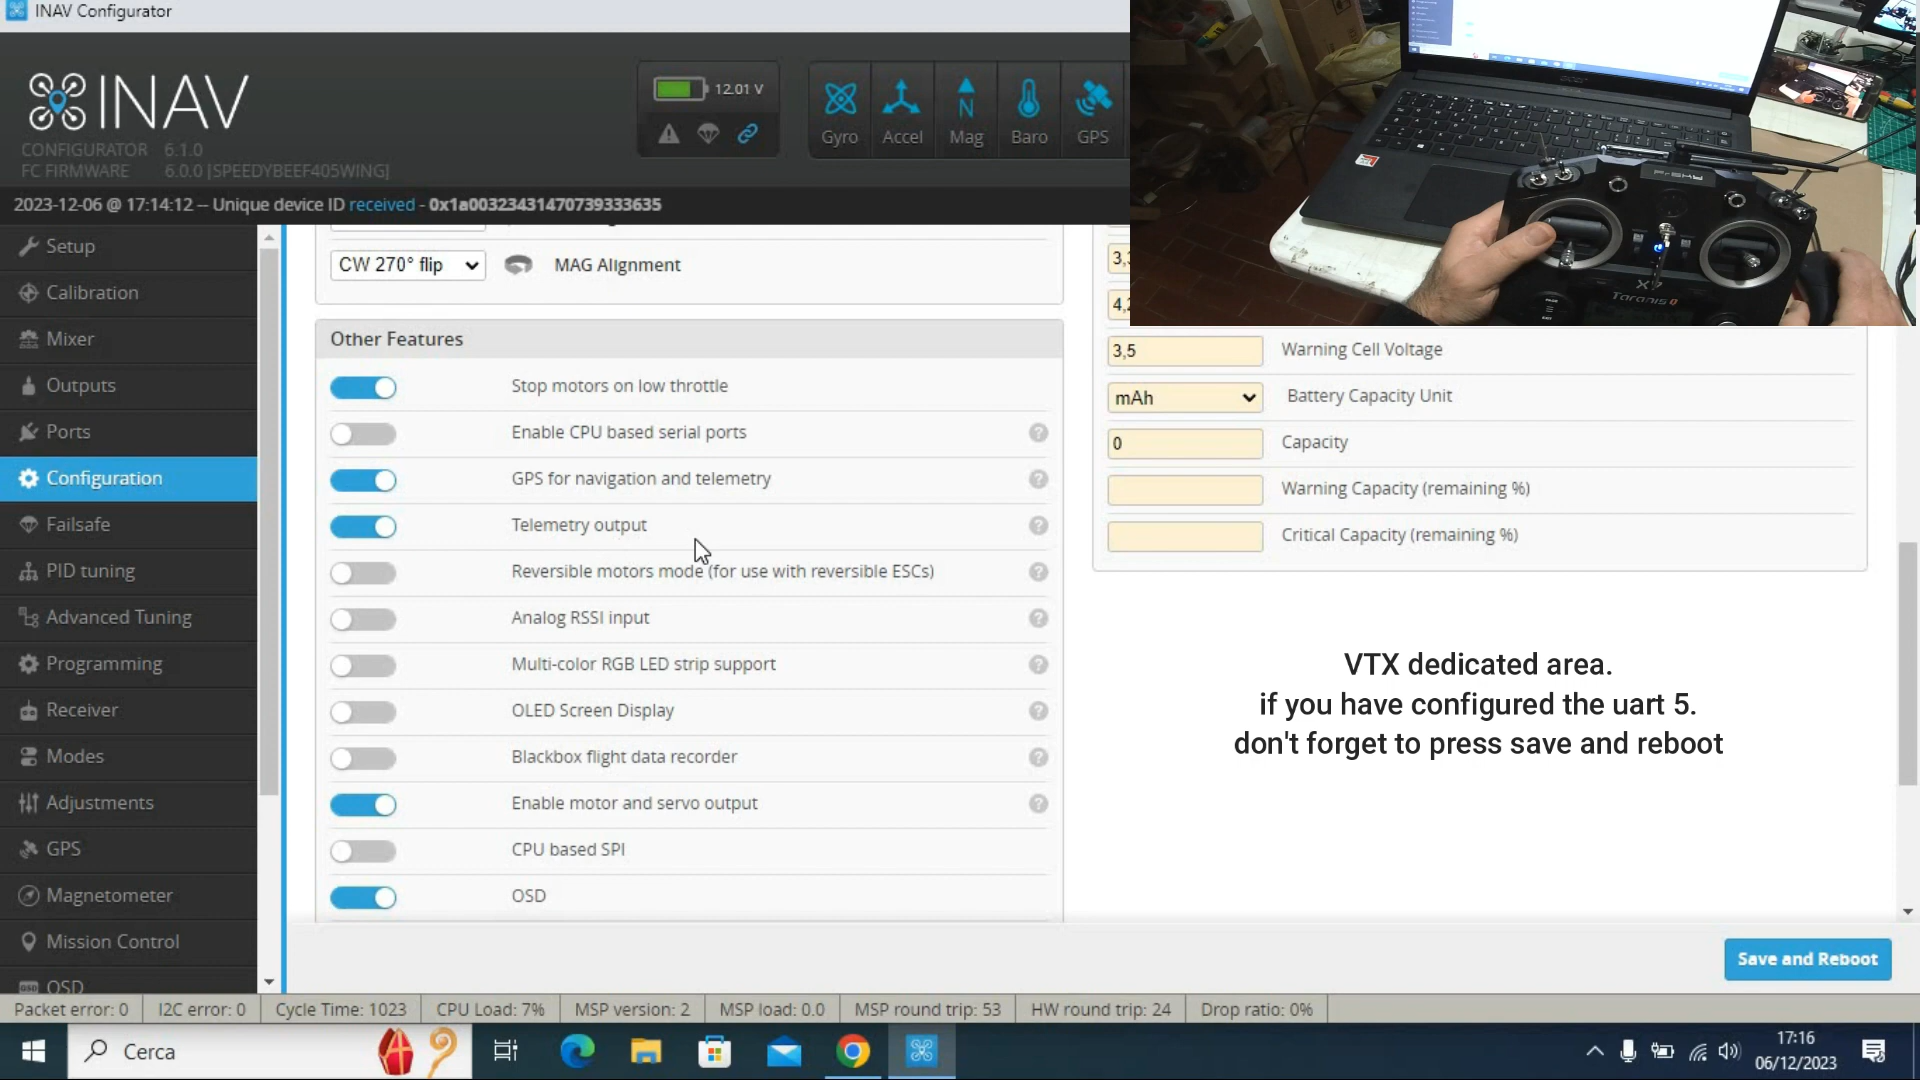 INAV Configurator
INAV
CONFIGURATOR 6.1.0
FC FIRMWARE 6.0.0 [SPEEDYBEEF405WING]
12.01 V
Gyro
Accel
Mag
Baro
GPS
2023-12-06 @ 17:14:12 -- Unique device ID received - 0x1a00323431470739333635
Setup
Calibration
Mixer
Outputs
Ports
Configuration
Failsafe
PID tuning
Advanced Tuning
Programming
Receiver
Modes
Adjustments
GPS
Magnetometer
Mission Control
OSD
CW 270° flip
MAG Alignment
Other Features
Stop motors on low throttle
Enable CPU based serial ports
GPS for navigation and telemetry
Telemetry output
Reversible motors mode (for use with reversible ESCs)
Analog RSSI input
Multi-color RGB LED strip support
OLED Screen Display
Blackbox flight data recorder
Enable motor and servo output
CPU based SPI
OSD
3,5 Warning Cell Voltage
mAh Battery Capacity Unit
0 Capacity
Warning Capacity (remaining %)
Critical Capacity (remaining %)
VTX dedicated area.
if you have configured the uart 5.
don't forget to press save and reboot
Save and Reboot
Packet error: 0 I2C error: 0 Cycle Time: 1023 CPU Load: 7% MSP version: 2 MSP load: 0.0 MSP round trip: 53 HW round trip: 24 Drop ratio: 0%
Cerca
17:16
06/12/2023
acer
FrSKY
X7
Taranis